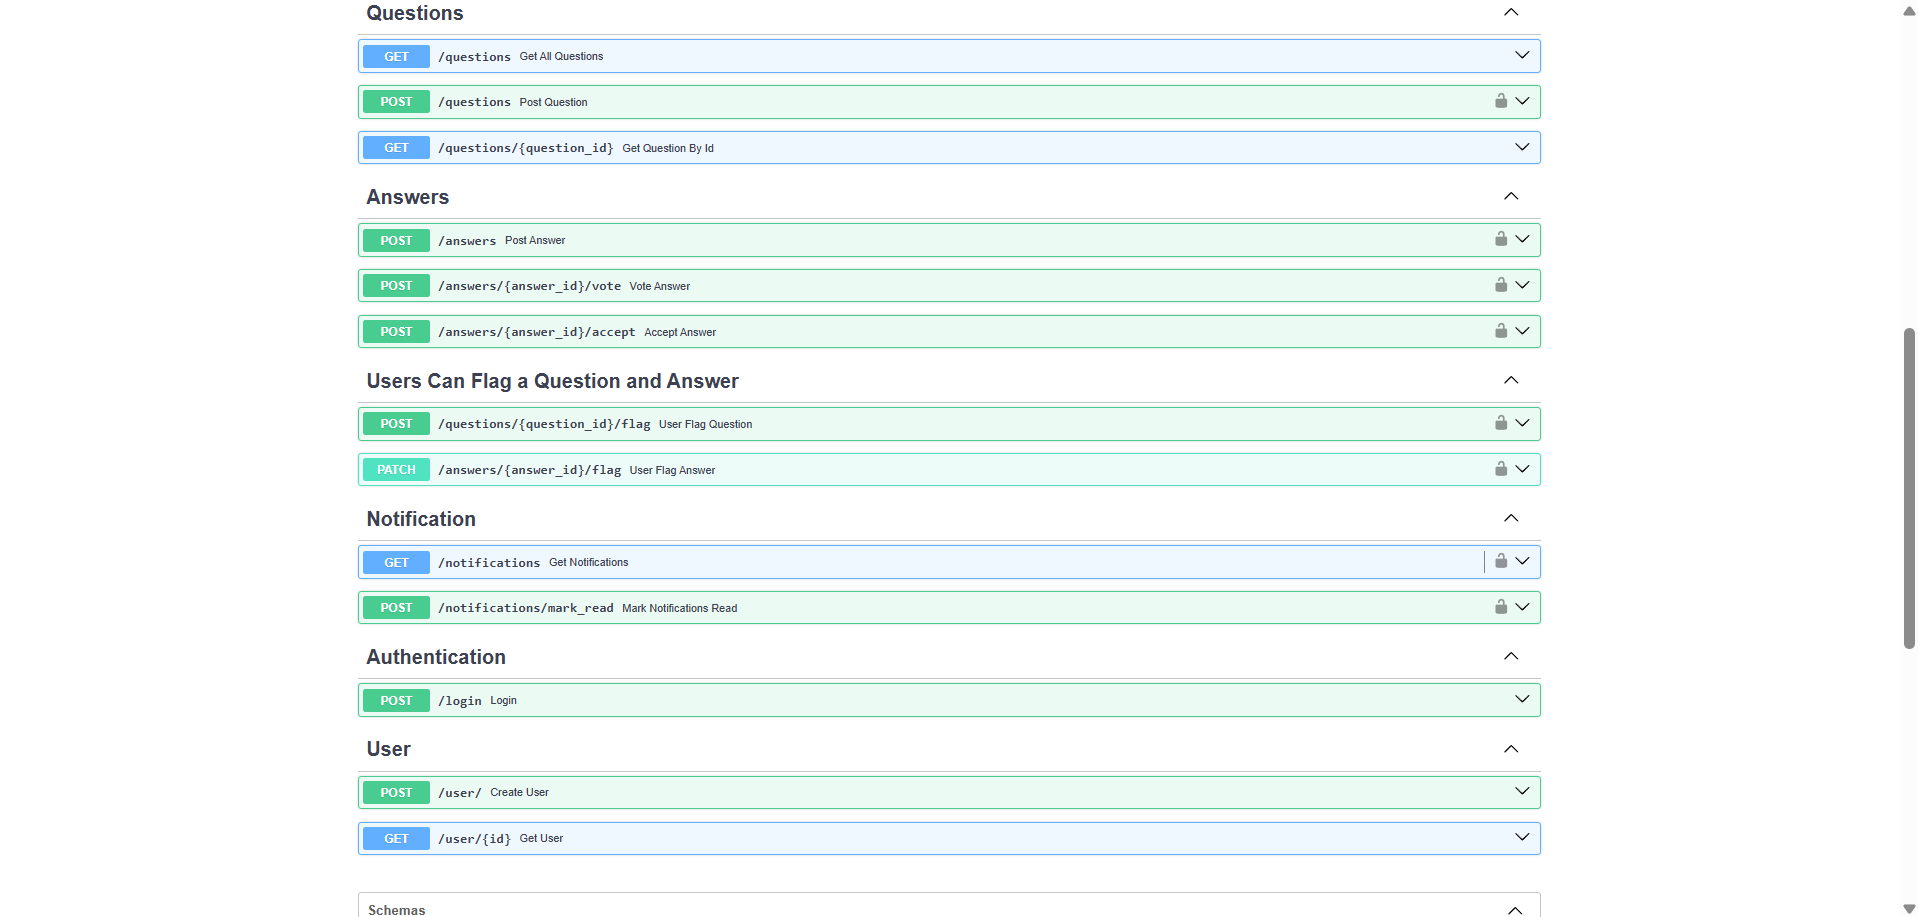 Questions
GET /questions Get All Questions
POST /questions Post Question
GET /questions/{question_id} Get Question By Id
Answers
POST /answers Post Answer
POST /answers/{answer_id}/vote Vote Answer
POST /answers/{answer_id}/accept Accept Answer
Users Can Flag a Question and Answer
POST /questions/{question_id}/flag User Flag Question
PATCH /answers/{answer_id}/flag User Flag Answer
Notification
GET /notifications Get Notifications
POST /notifications/mark_read Mark Notifications Read
Authentication
POST /login Login
User
POST /user/ Create User
GET /user/{id} Get User
Schemas